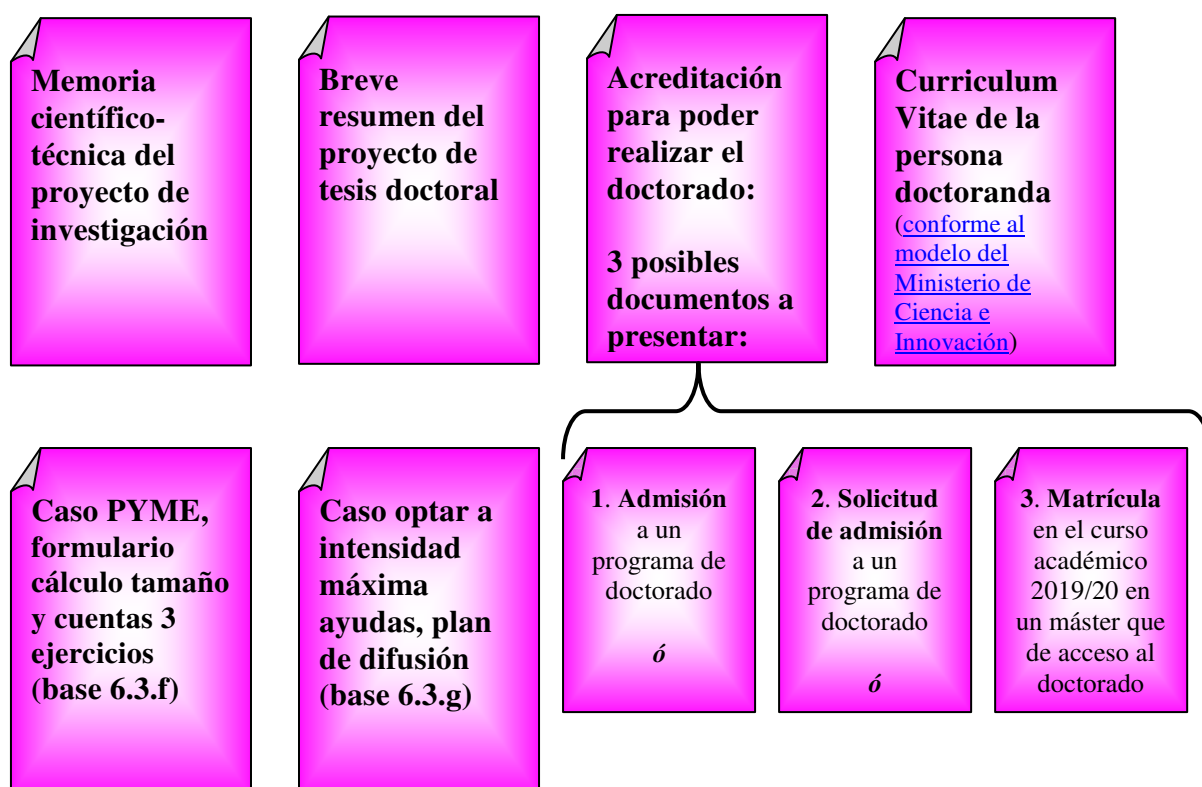 Memoria
científico-
técnica del
proyecto de
investigación
Breve
resumen del
proyecto de
tesis doctoral
Acreditación
para poder
realizar el
doctorado:
3 posibles
documentos a
presentar:
Curriculum
Vitae de la
persona
doctoranda
(conforme al
modelo del
Ministerio de
Ciencia e
Innovación)
Caso PYME,
formulario
cálculo tamaño
y cuentas 3
ejercicios
(base 6.3.f)
Caso optar a
intensidad
máxima
ayudas, plan
de difusión
(base 6.3.g)
1. Admisión
a un
programa de
doctorado
ó
2. Solicitud
de admisión
a un
programa de
doctorado
ó
3. Matrícula
en el curso
académico
2019/20 en
un máster que
de acceso al
doctorado